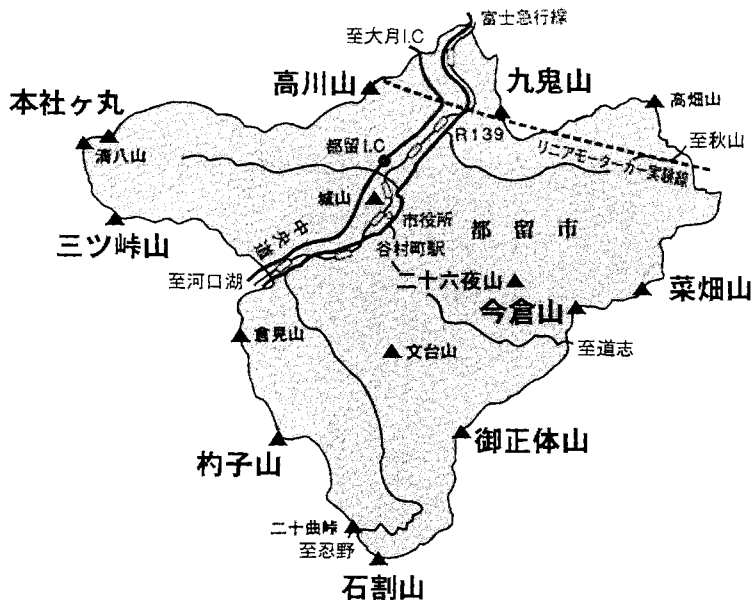 富士急行線
至大月I.C
高川山
九鬼山
高畑山
本社ヶ丸
至秋山
R139
都留I.C
リニアモーターカー実験線
清八山
城山
市役所
都留市
中央道
谷村町駅
三ツ峠山
至河口湖
二十六夜山
菜畑山
今倉山
倉見山
文台山
至道志
御正体山
杓子山
二十曲峠
至忍野
石割山